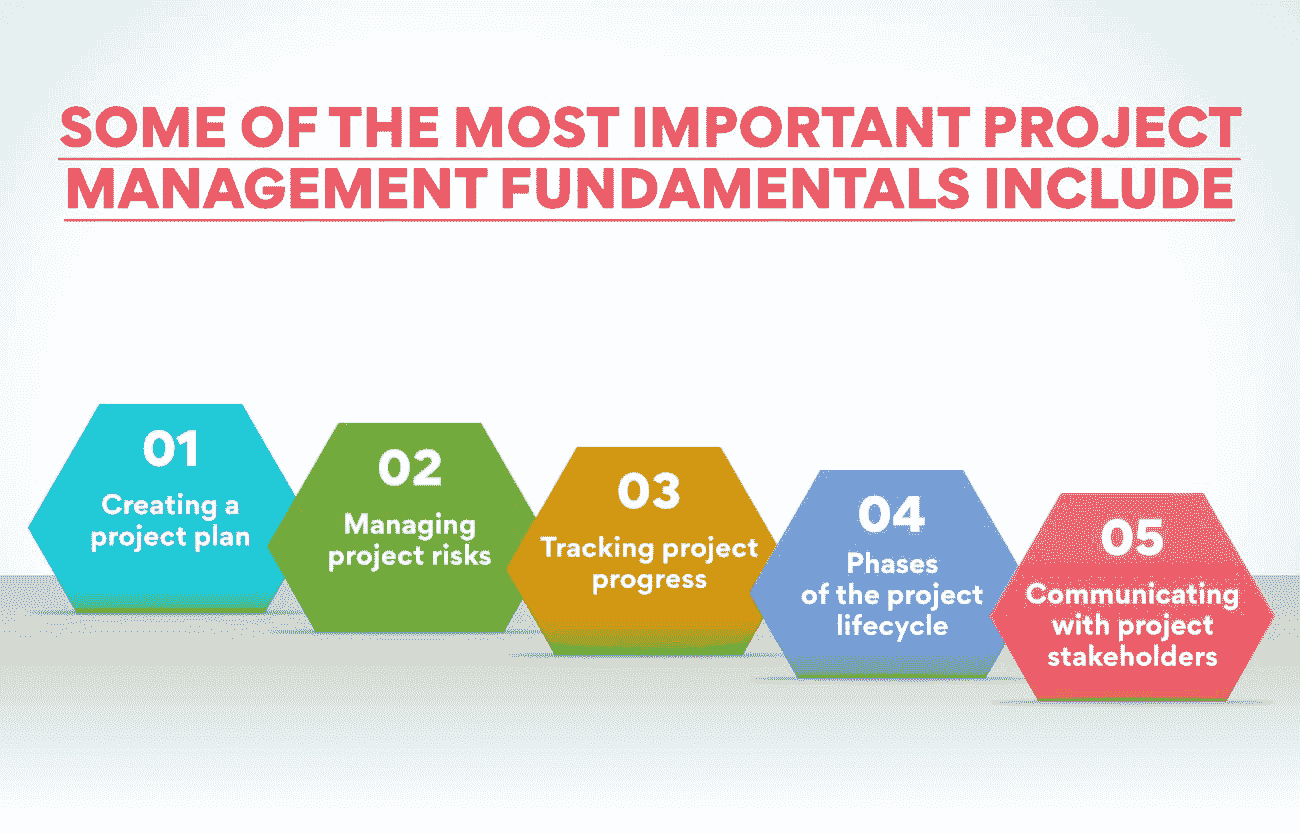 SOME OF THE MOST IMPORTANT PROJECT
MANAGEMENT FUNDAMENTALS INCLUDE
01
Creating a
project plan
02
Managing
project risks
03
Tracking project
progress
04
Phases
of the project
lifecycle
05
Communicating
with project
stakeholders